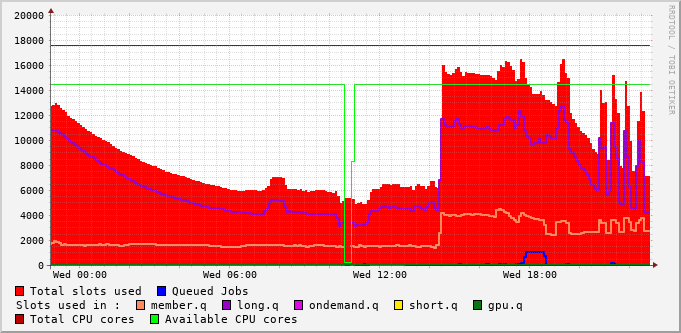 20000
18000
16000
14000
12000
10000
8000
6000
4000
2000
0
Wed 00:00 Wed 06:00 Wed 12:00 Wed 18:00
RRDTOOL / TOBI OETIKER
Total slots used Queued Jobs
Slots used in : member.q long.q ondemand.q short.q gpu.q
Total CPU cores Available CPU cores